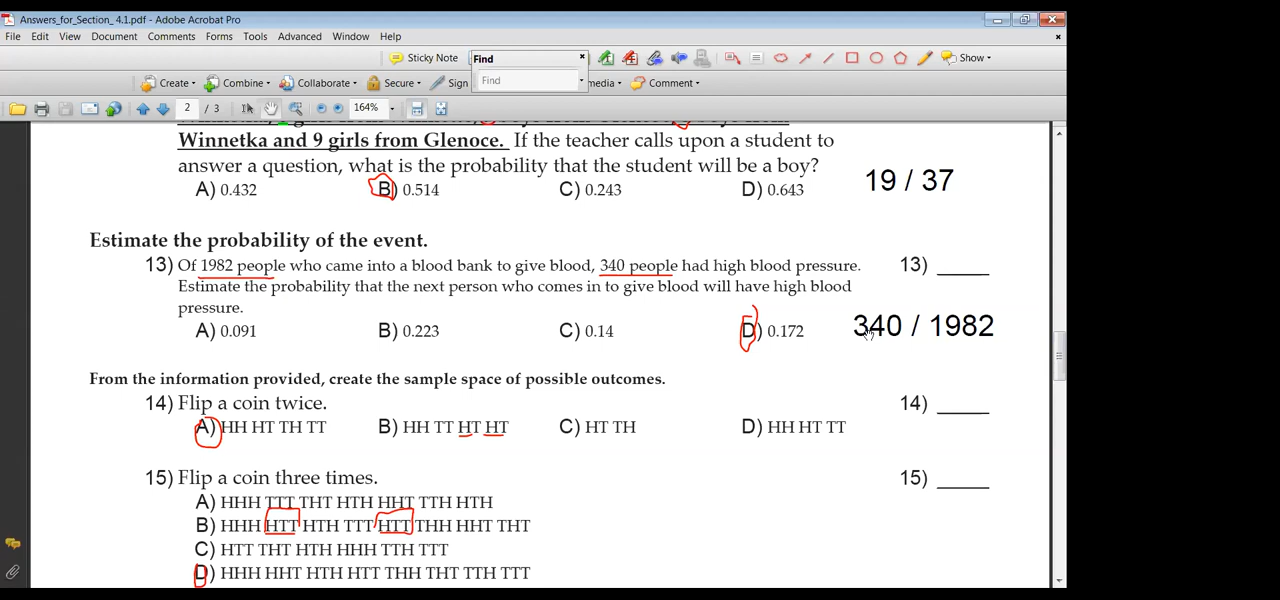 Answers_for_Section_ 4.1.pdf - Adobe Acrobat Pro
File Edit View Document Comments Forms Tools Advanced Window Help
Sticky Note Find Show
Create Combine Collaborate Secure Sign Find media Comment
2 / 3 164%
Winnetka and 9 girls from Glenoce. If the teacher calls upon a student to
answer a question, what is the probability that the student will be a boy?
A) 0.432 B) 0.514 C) 0.243 D) 0.643 19 / 37
Estimate the probability of the event.
13) Of 1982 people who came into a blood bank to give blood, 340 people had high blood pressure. 13) _____
Estimate the probability that the next person who comes in to give blood will have high blood
pressure.
A) 0.091 B) 0.223 C) 0.14 D) 0.172 340 / 1982
From the information provided, create the sample space of possible outcomes.
14) Flip a coin twice. 14) _____
A) HH HT TH TT B) HH TT HT HT C) HT TH D) HH HT TT
15) Flip a coin three times. 15) _____
A) HHH TTT THT HTH HHT TTH HTH
B) HHH HTT HTH TTT HTT THH HHT THT
C) HTT THT HTH HHH TTH TTT
D) HHH HHT HTH HTT THH THT TTH TTT